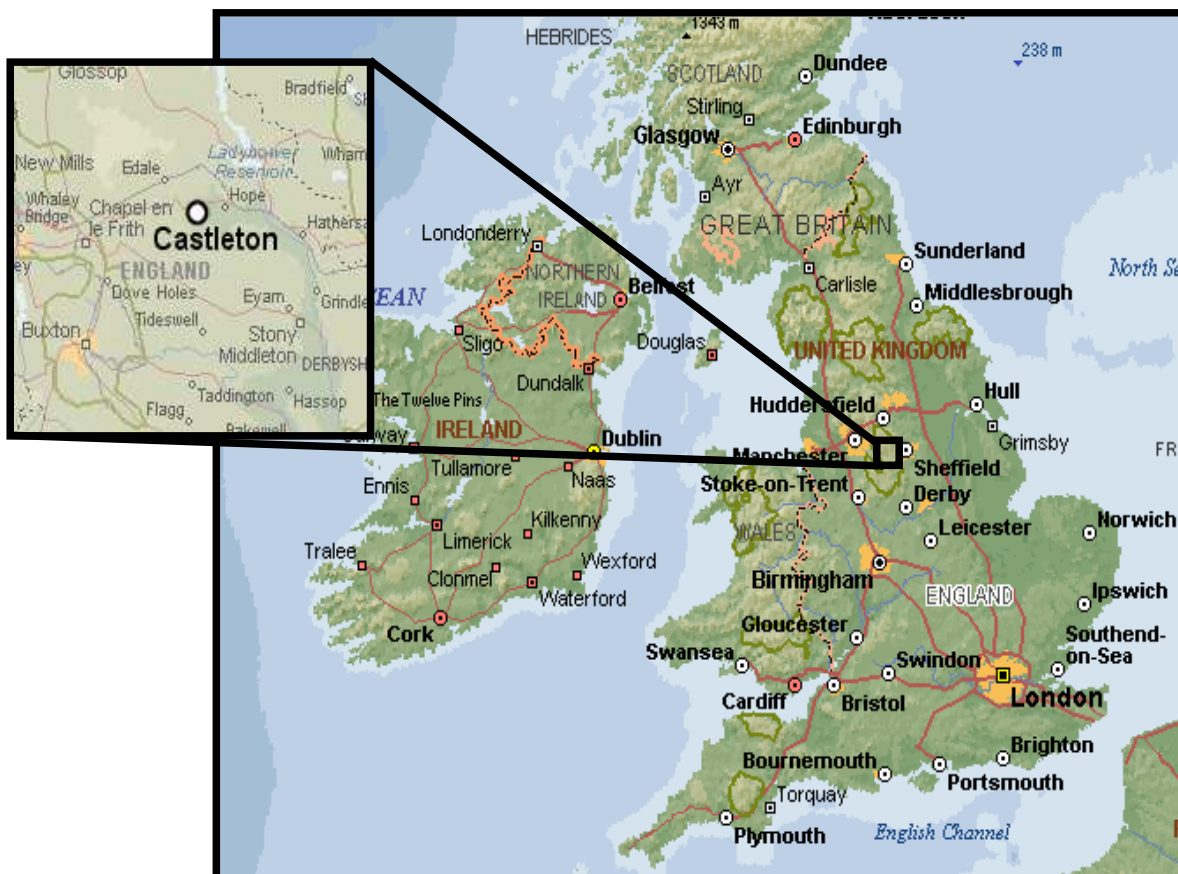 Glossop
Bradfield
New Mills
Edale
Ladybower
Reservoir
Hope
Whaley
Bridge
Chapel en
le Frith
Castleton
ENGLAND
Dove Holes
Eyam
Tideswell
Buxton
Stony
Middleton
Taddington
Hassop
Flagg
Bakewell
HEBRIDES
1343 m
238 m
SCOTLAND
Dundee
Stirling
Glasgow
Edinburgh
Ayr
GREAT BRITAIN
Londonderry
NORTHERN
IRELAND
Belfast
Carlisle
Sunderland
North
Middlesbrough
Sligo
Douglas
UNITED KINGDOM
Dundalk
Hull
The Twelve Pins
Huddersfield
Grimsby
IRELAND
Dublin
Manchester
Sheffield
Tullamore
Naas
Ennis
Stoke-on-Trent
Derby
Kilkenny
WALES
Leicester
Norwich
Limerick
Tralee
Wexford
Clonmel
Birmingham
Waterford
ENGLAND
Ipswich
Cork
Gloucester
Southend-
on-Sea
Swansea
Swindon
Cardiff
Bristol
London
Brighton
Bournemouth
Portsmouth
Torquay
Plymouth
English Channel